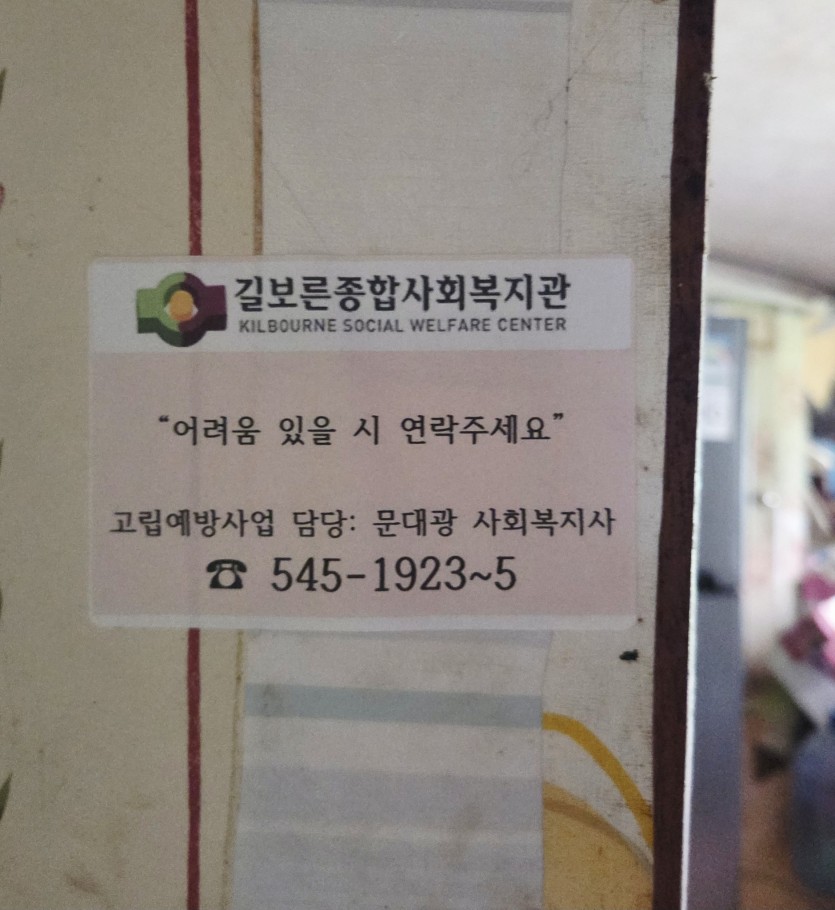 길보른종합사회복지관
KILBOURNE SOCIAL WELFARE CENTER
“어려움 있을 시 연락주세요”
고립예방사업 담당: 문대광 사회복지사
☎ 545-1923~5